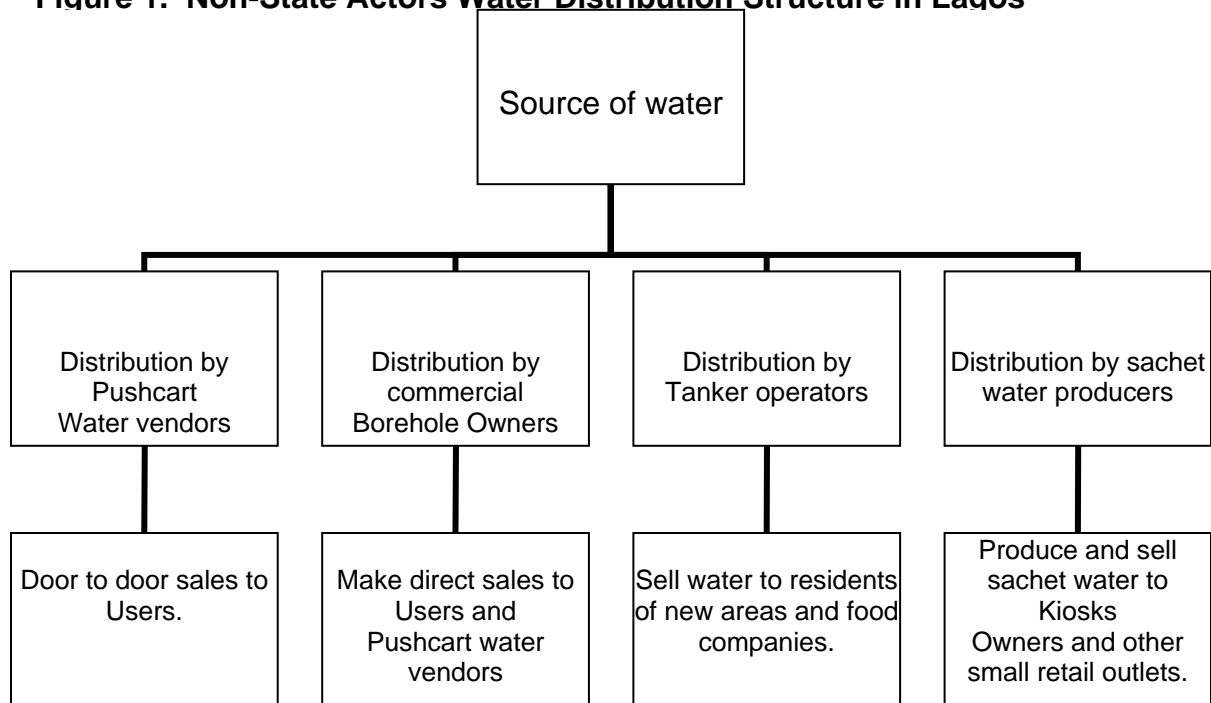 Figure 1: Non-State Actors Water Distribution Structure in Lagos
Source of water
Distribution by
Pushcart
Water vendors
Distribution by
commercial
Borehole Owners
Distribution by
Tanker operators
Distribution by sachet
water producers
Door to door sales to
Users.
Make direct sales to
Users and
Pushcart water
vendors
Sell water to residents
of new areas and food
companies.
Produce and sell
sachet water to
Kiosks
Owners and other
small retail outlets.